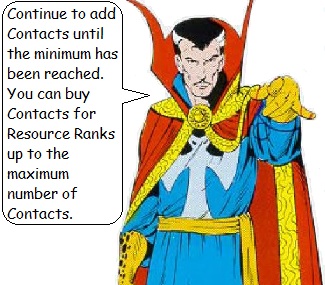 Continue to add
Contacts until
the minimum has
been reached.
You can buy
Contacts for
Resource Ranks
up to the
maximum
number of
Contacts.